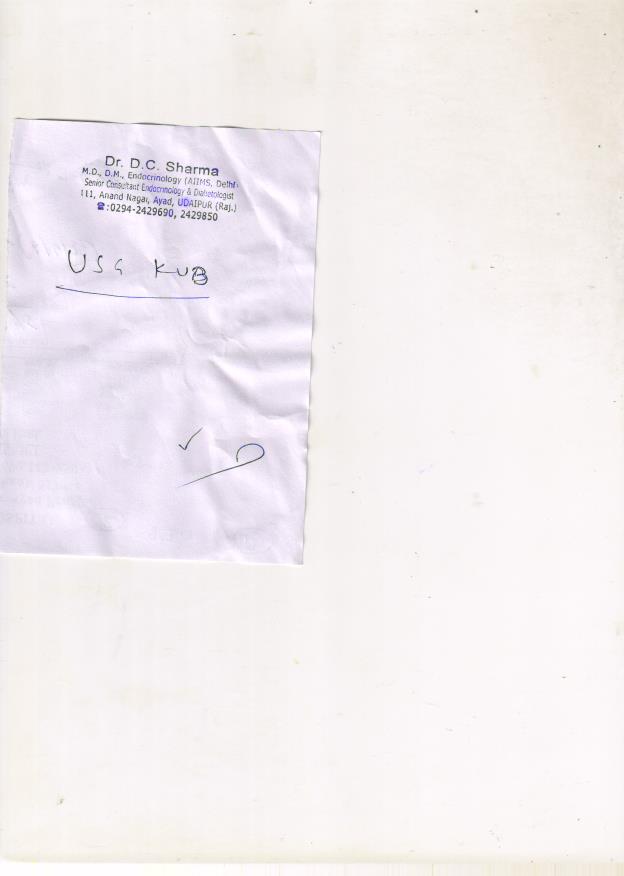 Dr. D.C. Sharma
M.D., D.M., Endocrinology (AIIMS, Delhi)
Senior Consultant Endocrinology & Diabetologist
111, Anand Nagar, Ayad, UDAIPUR (Raj.)
☎:0294-2429690, 2429850
USG KUB